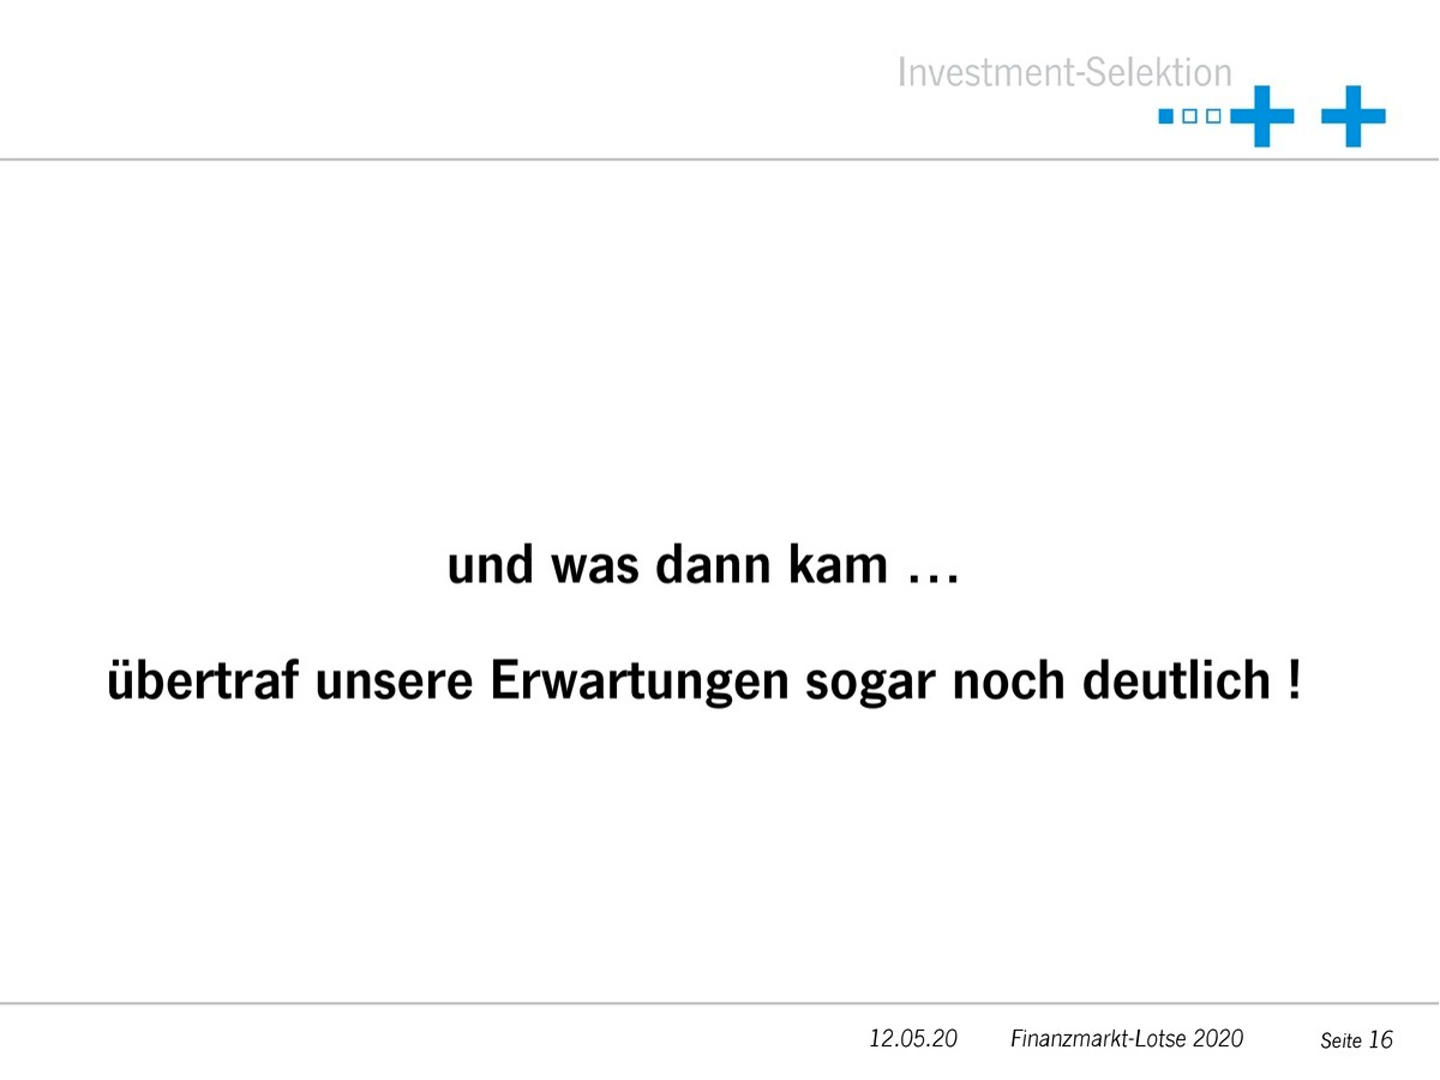 Investment-Selektion
und was dann kam …
übertraf unsere Erwartungen sogar noch deutlich !
12.05.20 Finanzmarkt-Lotse 2020 Seite 16